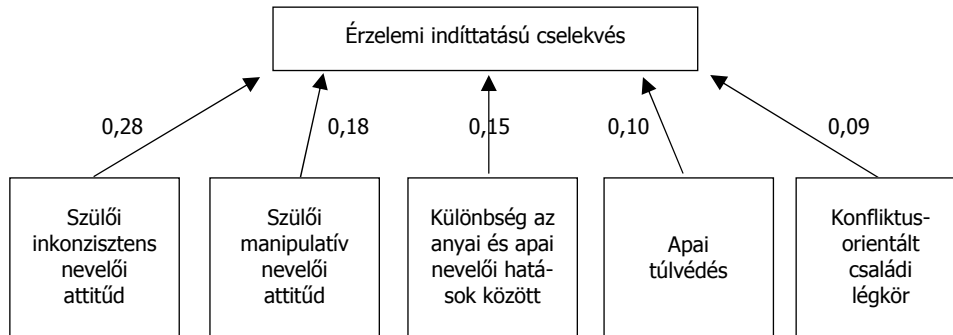 Érzelemi indíttatású cselekvés
0,28
0,18
0,15
0,10
0,09
Szülői
inkonzisztens
nevelői
attitűd
Szülői
manipulatív
nevelői
attitűd
Különbség az
anyai és apai
nevelői hatá-
sok között
Apai
túlvédés
Konfliktus-
orientált
családi
légkör